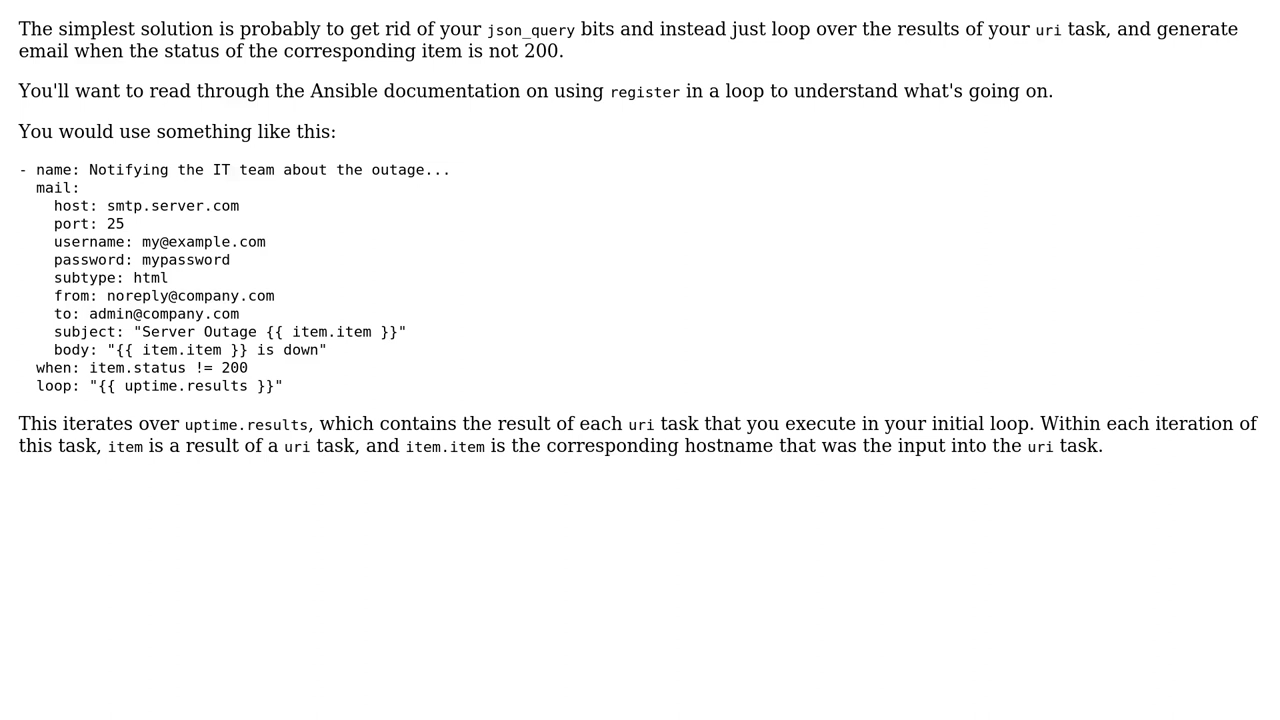 The simplest solution is probably to get rid of your json_query bits and instead just loop over the results of your uri task, and generate
email when the status of the corresponding item is not 200.
You'll want to read through the Ansible documentation on using register in a loop to understand what's going on.
You would use something like this:
- name: Notifying the IT team about the outage...
  mail:
    host: smtp.server.com
    port: 25
    username: my@example.com
    password: mypassword
    subtype: html
    from: noreply@company.com
    to: admin@company.com
    subject: "Server Outage {{ item.item }}"
    body: "{{ item.item }} is down"
  when: item.status != 200
  loop: "{{ uptime.results }}"
This iterates over uptime.results, which contains the result of each uri task that you execute in your initial loop. Within each iteration of
this task, item is a result of a uri task, and item.item is the corresponding hostname that was the input into the uri task.